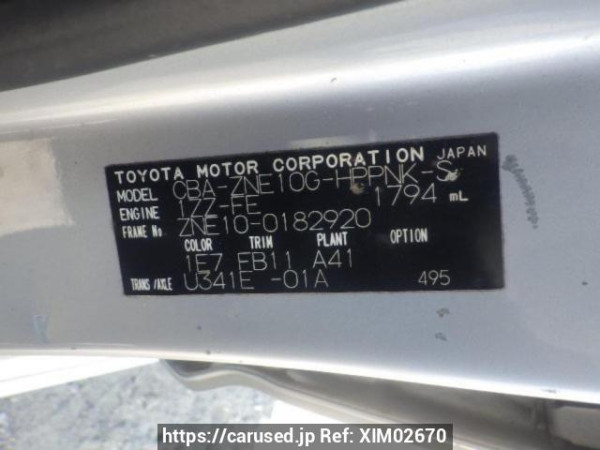 TOYOTA MOTOR CORPORATION JAPAN
MODEL CBA-ZNE10G-HPPNK-S
ENGINE 1ZZ-FE 1794 mL
FRAME No ZNE10-0182920
COLOR TRIM PLANT OPTION
1E7 EB11 A41
TRANS/AXLE U341E -01A 495
https://carused.jp Ref: XIM02670